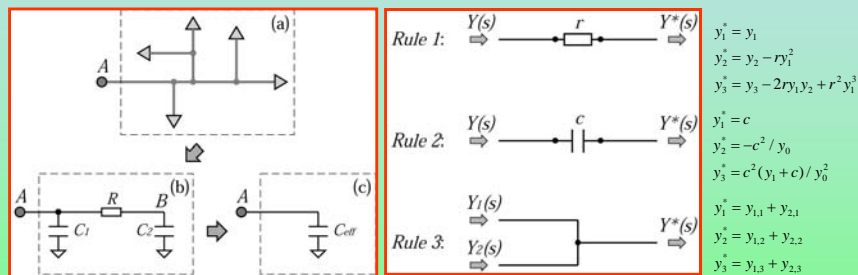 (a)
A
(b)
A
R
B
C1
C2
(c)
A
Ceff
Rule 1:
Y(s)
r
Y*(s)
Rule 2:
Y(s)
c
Y*(s)
Rule 3:
Y1(s)
Y2(s)
Y*(s)
y₁* = y₁
y₂* = y₂ - ry₁²
y₃* = y₃ - 2ry₁y₂ + r²y₁³
y₁* = c
y₂* = -c² / y₀
y₃* = c²(y₁ + c) / y₀²
y₁* = y₁,₁ + y₂,₁
y₂* = y₁,₂ + y₂,₂
y₃* = y₁,₃ + y₂,₃